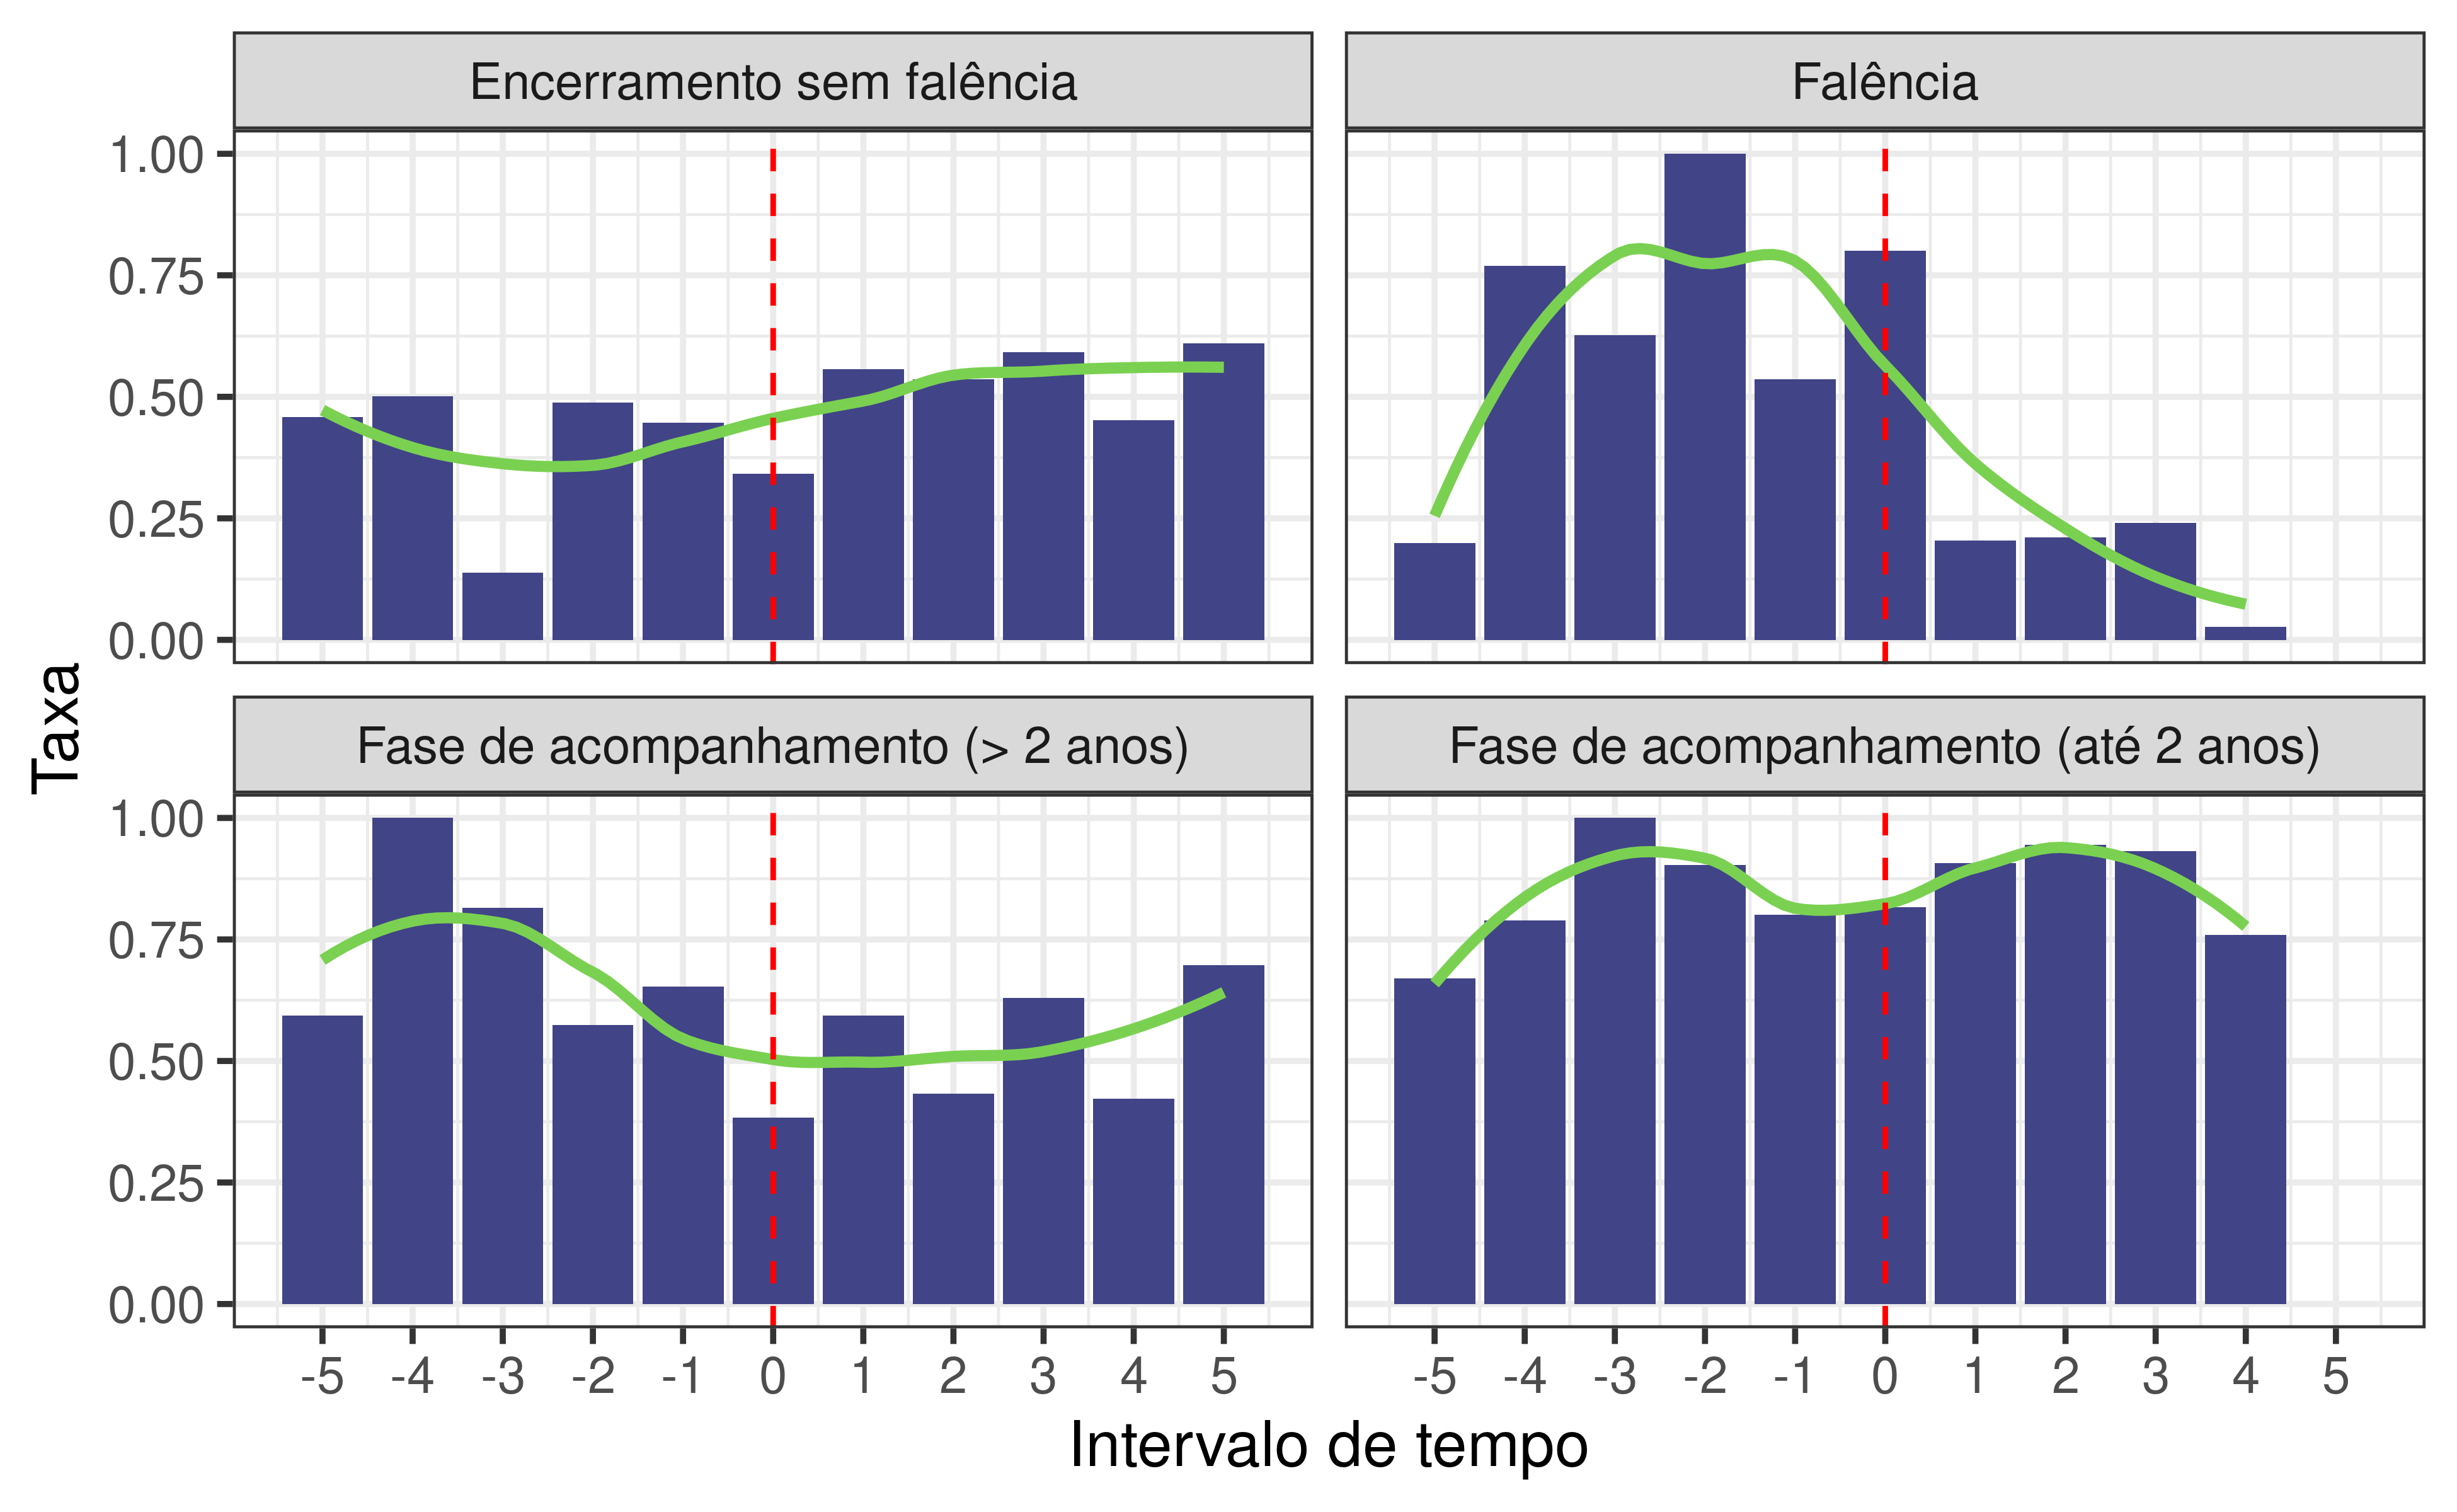 Encerramento sem falência
Falência
1.00
0.75
0.50
0.25
0.00
Taxa
Fase de acompanhamento (> 2 anos)
Fase de acompanhamento (até 2 anos)
1.00
0.75
0.50
0.25
0.00
-5 -4 -3 -2 -1 0 1 2 3 4 5
-5 -4 -3 -2 -1 0 1 2 3 4 5
Intervalo de tempo